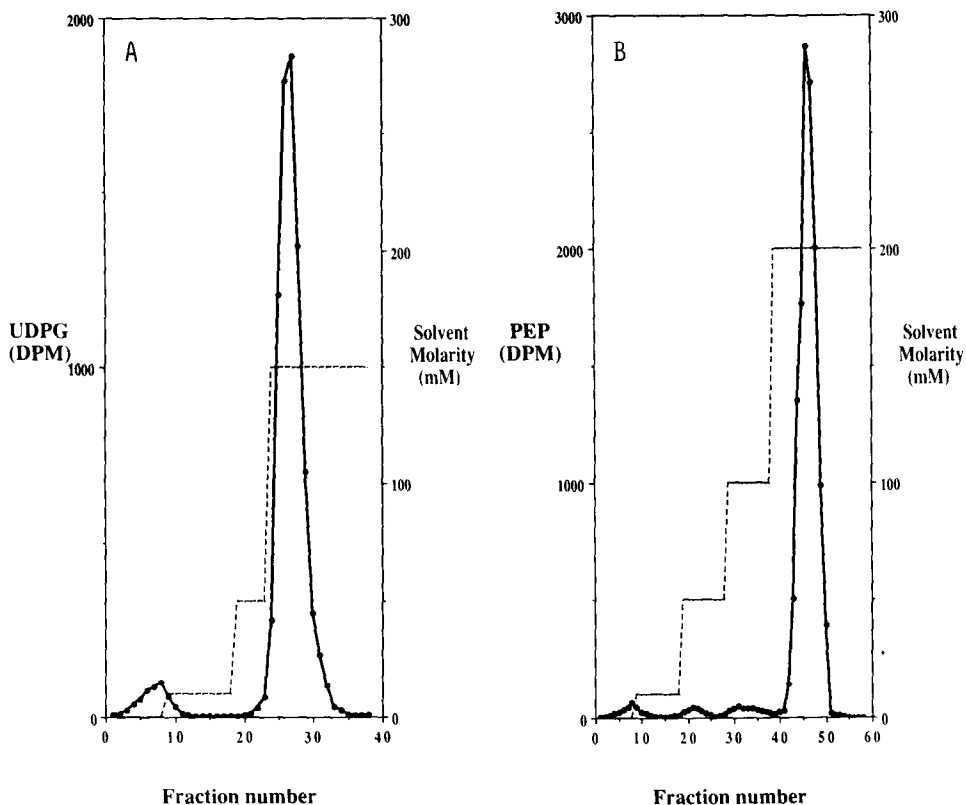 A
2000
1000
0
UDPG
(DPM)
300
200
100
0
Solvent
Molarity
(mM)
0 10 20 30 40
Fraction number
B
3000
2000
1000
0
PEP
(DPM)
300
200
100
0
Solvent
Molarity
(mM)
0 10 20 30 40 50 60
Fraction number